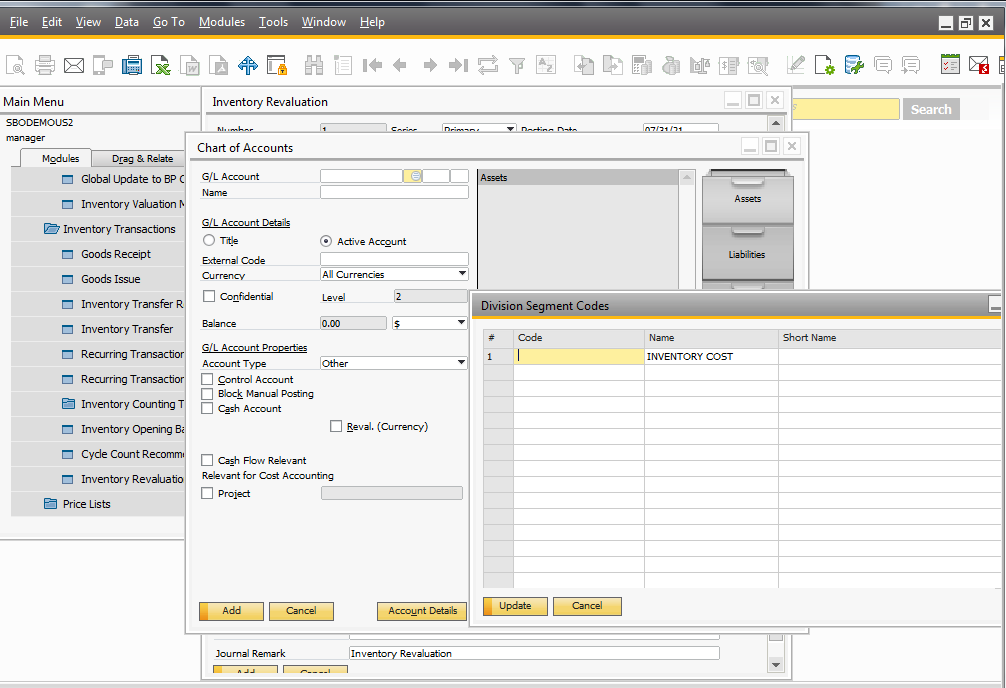 File Edit View Data Go To Modules Tools Window Help
Search
Main Menu
SBODEMOUS2
manager
Modules Drag & Relate
Global Update to BP C
Inventory Valuation M
Inventory Transactions
Goods Receipt
Goods Issue
Inventory Transfer R
Inventory Transfer
Recurring Transaction
Recurring Transaction
Inventory Counting T
Inventory Opening Ba
Cycle Count Recomm
Inventory Revaluatio
Price Lists
Inventory Revaluation
Number 1 Series Primary Posting Date 07/31/21
Chart of Accounts
G/L Account
Name
G/L Account Details
Title Active Account
External Code
Currency All Currencies
Confidential Level 2
Balance 0.00 $
G/L Account Properties
Account Type Other
Control Account
Block Manual Posting
Cash Account
Reval. (Currency)
Cash Flow Relevant
Relevant for Cost Accounting
Project
Add Cancel Account Details
Assets
Assets
Liabilities
Division Segment Codes
# Code Name Short Name
1 INVENTORY COST
Update Cancel
Journal Remark Inventory Revaluation
Add Cancel